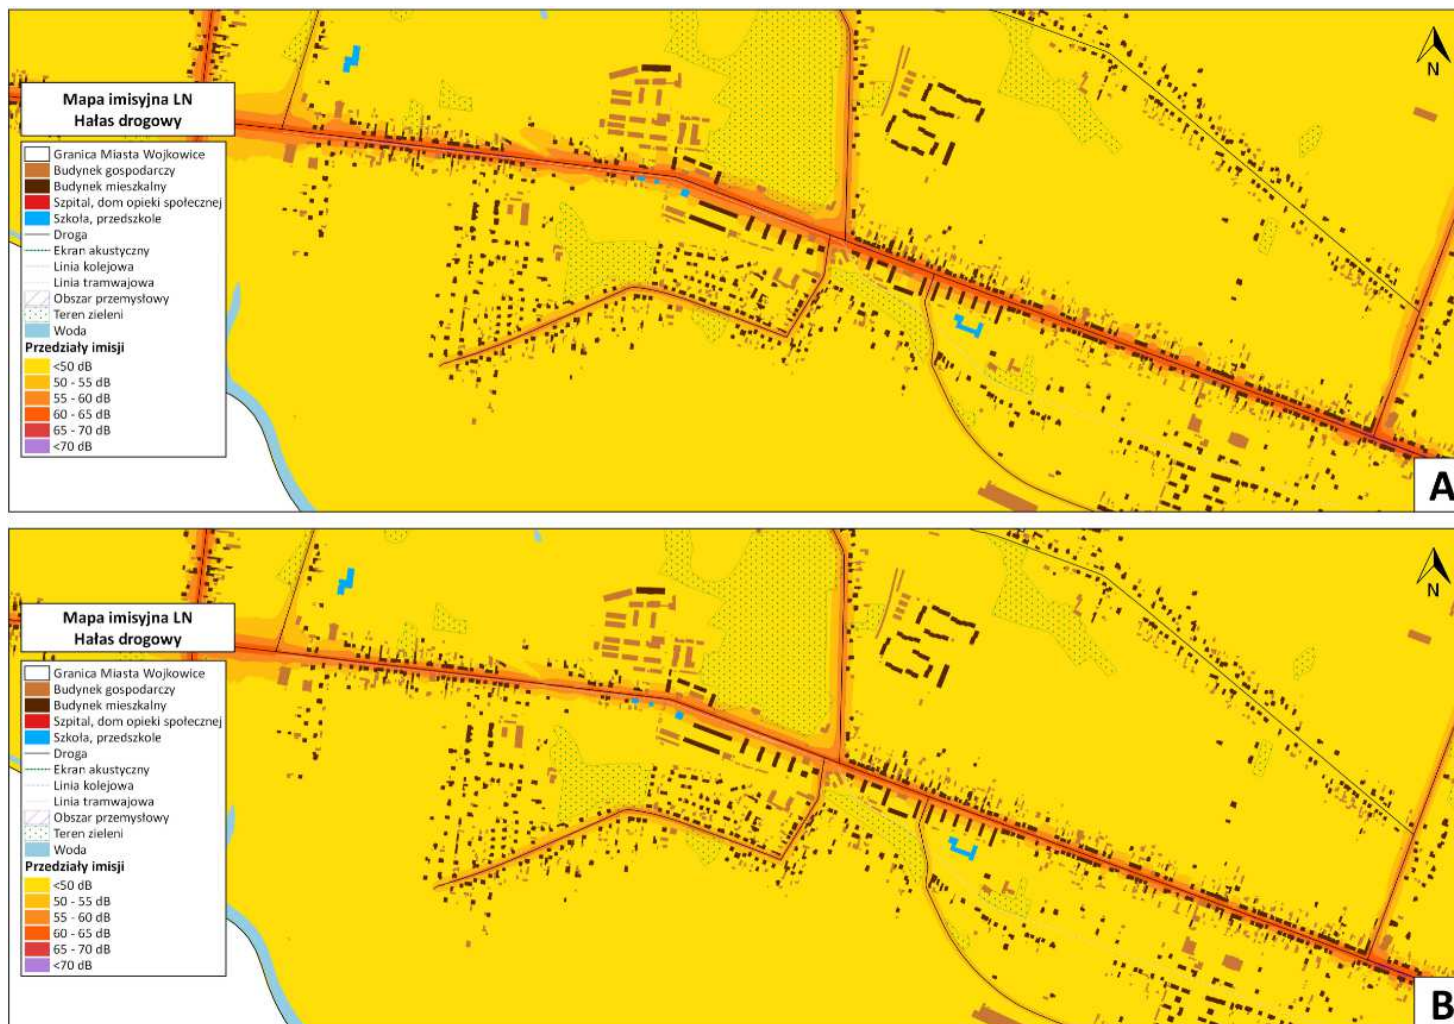 N
Mapa imisyjna LN
Hałas drogowy
Granica Miasta Wojkowice
Budynek gospodarczy
Budynek mieszkalny
Szpital, dom opieki społecznej
Szkoła, przedszkole
Droga
Ekran akustyczny
Linia kolejowa
Linia tramwajowa
Obszar przemysłowy
Teren zieleni
Woda
Przedziały imisji
<50 dB
50 - 55 dB
55 - 60 dB
60 - 65 dB
65 - 70 dB
<70 dB
A
N
Mapa imisyjna LN
Hałas drogowy
Granica Miasta Wojkowice
Budynek gospodarczy
Budynek mieszkalny
Szpital, dom opieki społecznej
Szkoła, przedszkole
Droga
Ekran akustyczny
Linia kolejowa
Linia tramwajowa
Obszar przemysłowy
Teren zieleni
Woda
Przedziały imisji
<50 dB
50 - 55 dB
55 - 60 dB
60 - 65 dB
65 - 70 dB
<70 dB
B